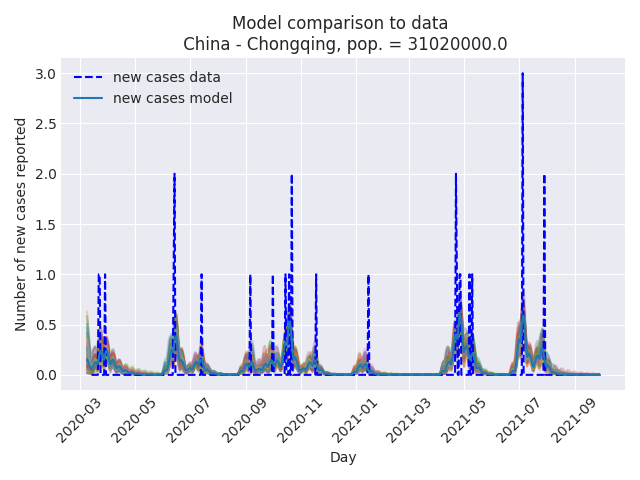 Model comparison to data
China - Chongqing, pop. = 31020000.0
new cases data
new cases model
Number of new cases reported
3.0
2.5
2.0
1.5
1.0
0.5
0.0
2020-03
2020-05
2020-07
2020-09
2020-11
2021-01
2021-03
2021-05
2021-07
2021-09
Day